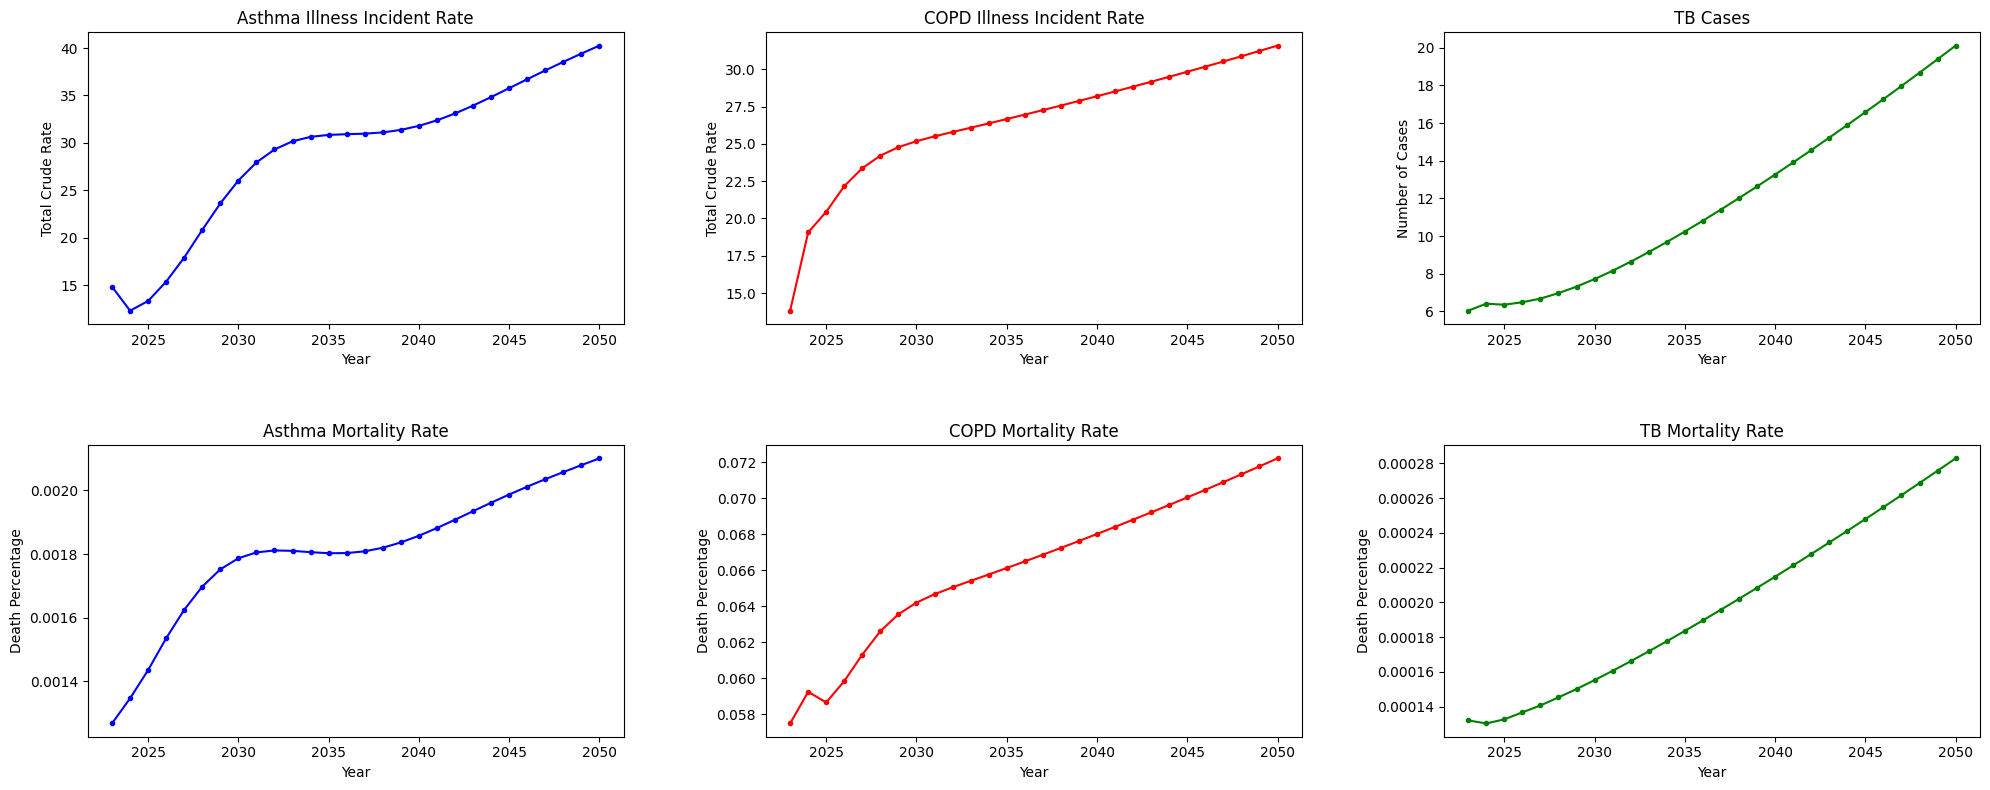 Asthma Illness Incident Rate
Total Crude Rate
40
35
30
25
20
15
2025 2030 2035 2040 2045 2050
Year
COPD Illness Incident Rate
Total Crude Rate
30.0
27.5
25.0
22.5
20.0
17.5
15.0
2025 2030 2035 2040 2045 2050
Year
TB Cases
Number of Cases
20
18
16
14
12
10
8
6
2025 2030 2035 2040 2045 2050
Year
Asthma Mortality Rate
Death Percentage
0.0020
0.0018
0.0016
0.0014
2025 2030 2035 2040 2045 2050
Year
COPD Mortality Rate
Death Percentage
0.072
0.070
0.068
0.066
0.064
0.062
0.060
0.058
2025 2030 2035 2040 2045 2050
Year
TB Mortality Rate
Death Percentage
0.00028
0.00026
0.00024
0.00022
0.00020
0.00018
0.00016
0.00014
2025 2030 2035 2040 2045 2050
Year